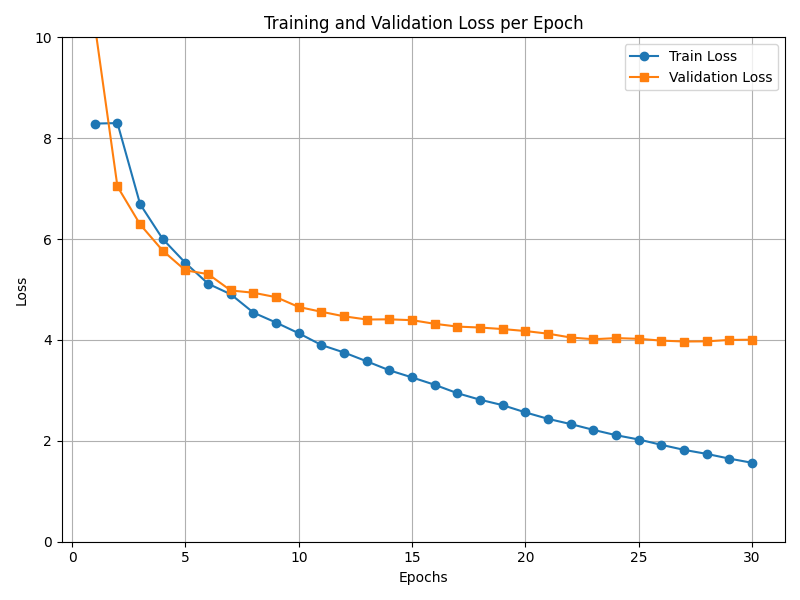 Training and Validation Loss per Epoch
Train Loss
Validation Loss
10
8
6
4
2
0
Loss
0 5 10 15 20 25 30
Epochs